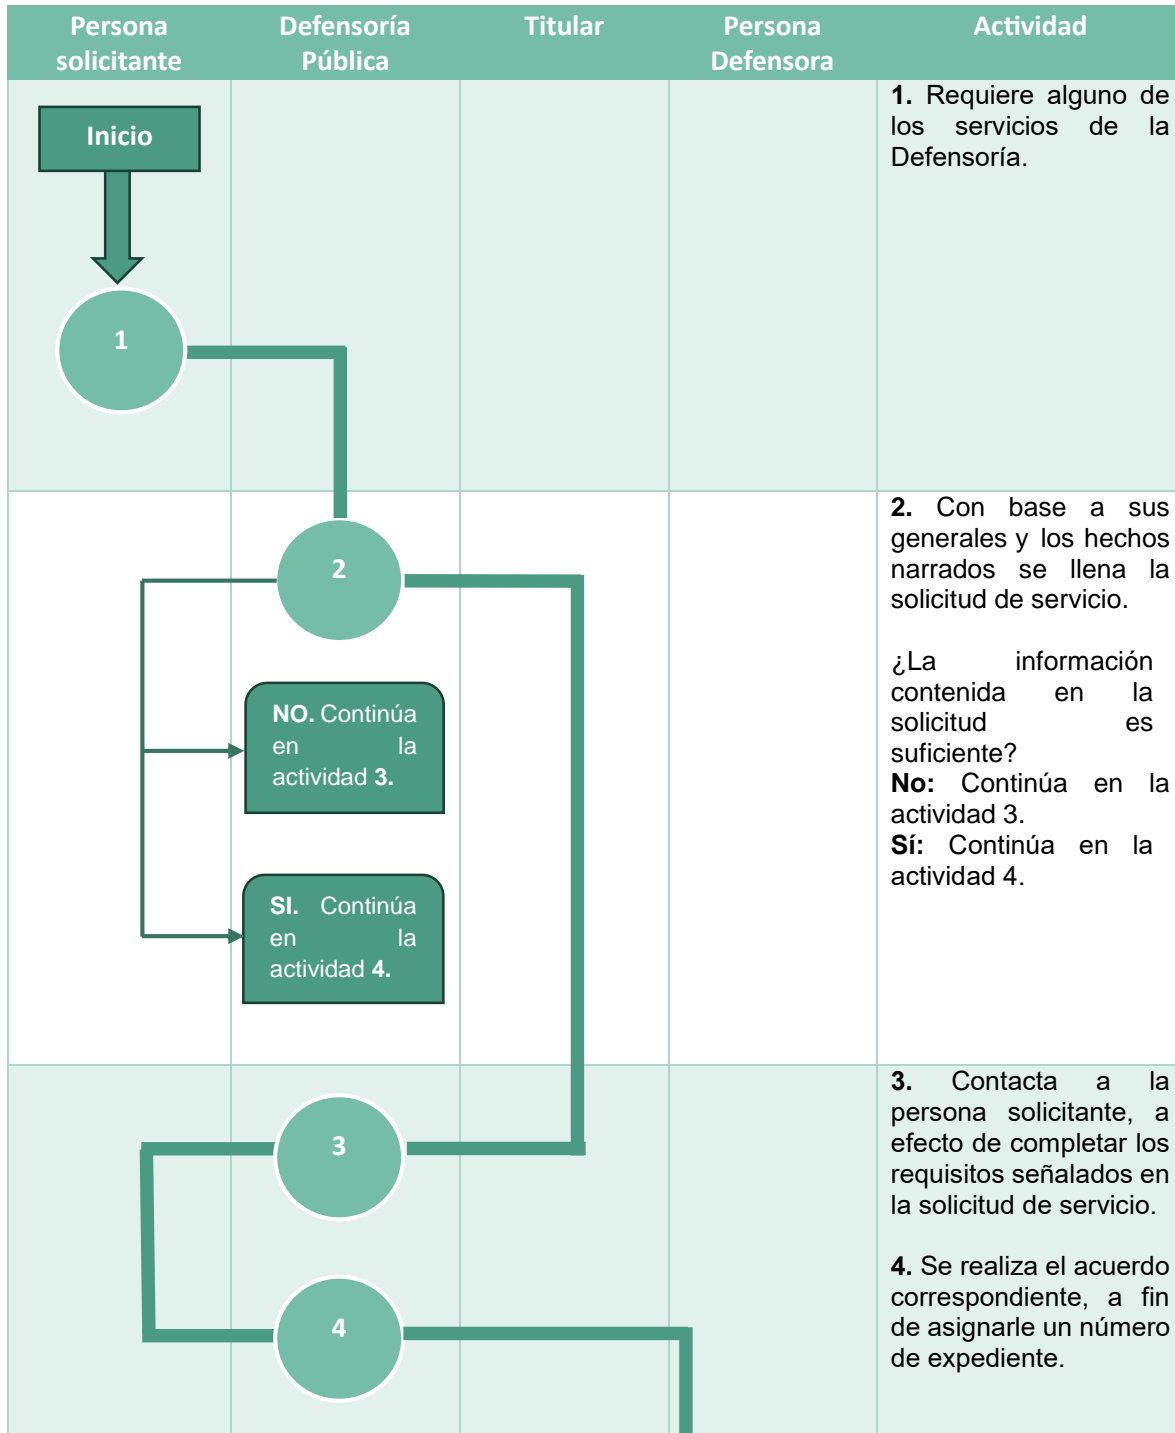 Persona
solicitante
Defensoría
Pública
Titular
Persona
Defensora
Actividad
Inicio
1
1. Requiere alguno de
los servicios de la
Defensoría.
2
NO. Continúa
en la
actividad 3.
SI. Continúa
en la
actividad 4.
2. Con base a sus
generales y los hechos
narrados se llena la
solicitud de servicio.
¿La información
contenida en la
solicitud es
suficiente?
No: Continúa en la
actividad 3.
Sí: Continúa en la
actividad 4.
3
4
3. Contacta a la
persona solicitante, a
efecto de completar los
requisitos señalados en
la solicitud de servicio.
4. Se realiza el acuerdo
correspondiente, a fin
de asignarle un número
de expediente.